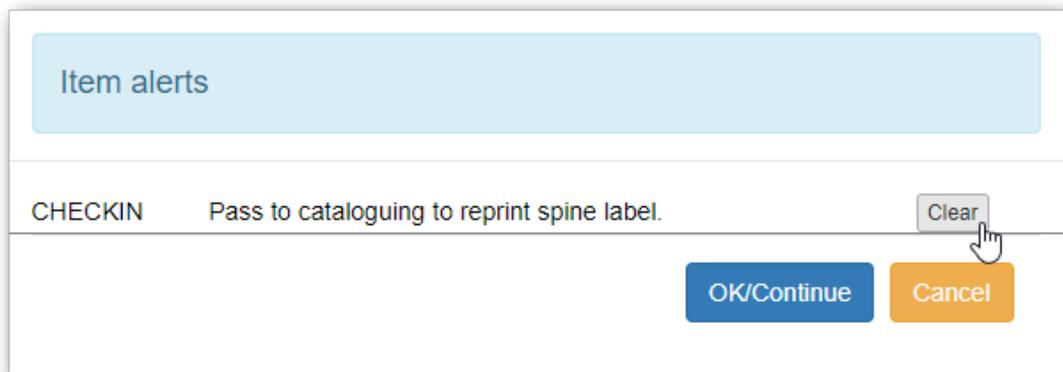 Item alerts
CHECKIN Pass to cataloguing to reprint spine label. Clear
OK/Continue Cancel